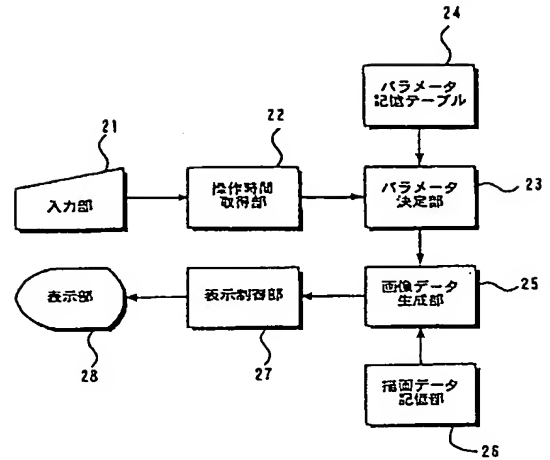 24
パラメータ
記憶テーブル
21
22
入力部
操作時間
取得部
パラメータ
決定部
23
表示部
表示制御部
画像データ
生成部
25
28
27
描画データ
記憶部
26